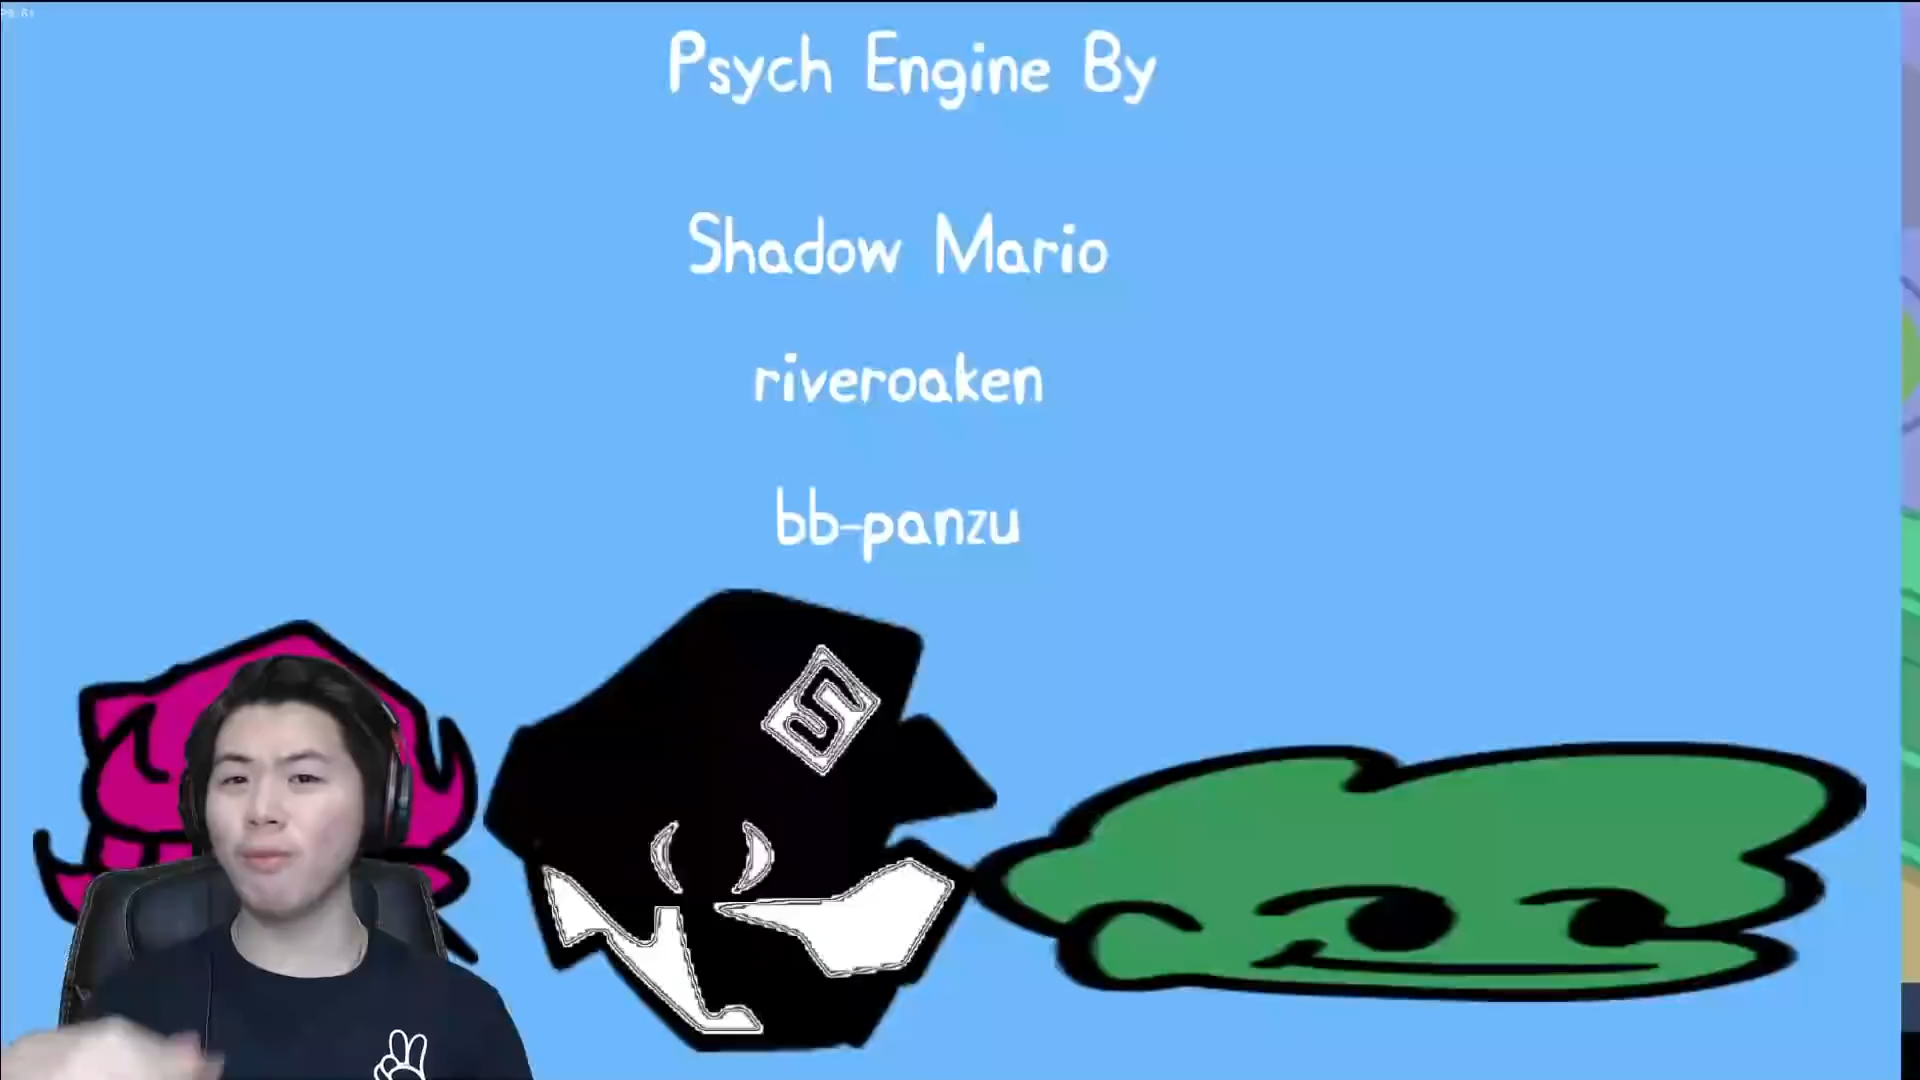 Psych Engine By
Shadow Mario
riveroaken
bb-panzu
S